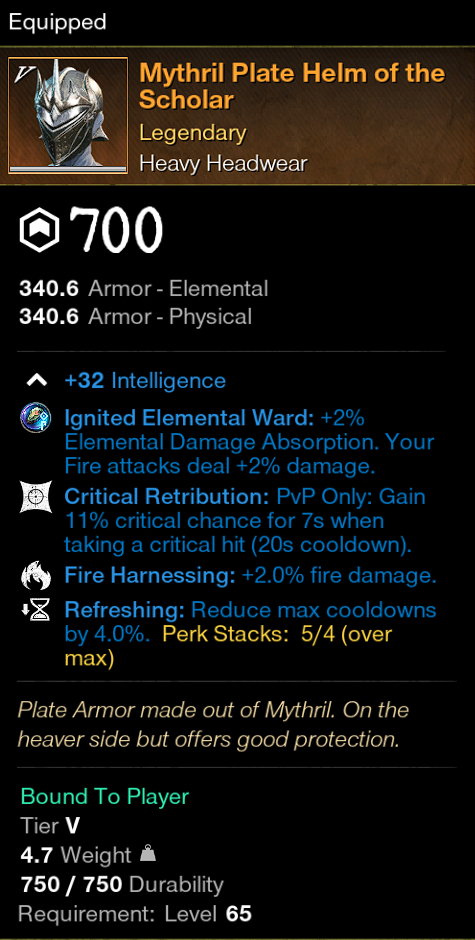 Equipped
V
Mythril Plate Helm of the
Scholar
Legendary
Heavy Headwear
700
340.6 Armor - Elemental
340.6 Armor - Physical
+32 Intelligence
Ignited Elemental Ward: +2%
Elemental Damage Absorption. Your
Fire attacks deal +2% damage.
Critical Retribution: PvP Only: Gain
11% critical chance for 7s when
taking a critical hit (20s cooldown).
Fire Harnessing: +2.0% fire damage.
Refreshing: Reduce max cooldowns
by 4.0%. Perk Stacks: 5/4 (over
max)
Plate Armor made out of Mythril. On the
heaver side but offers good protection.
Bound To Player
Tier V
4.7 Weight
750 / 750 Durability
Requirement: Level 65